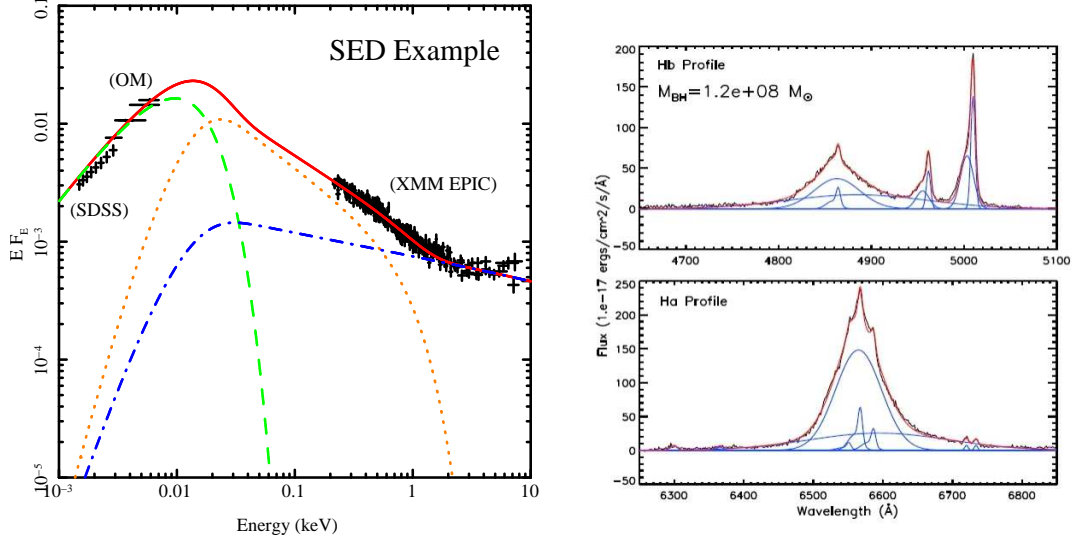 SED Example
(OM)
(SDSS)
(XMM EPIC)
E F_E
0.1
0.01
10⁻³
10⁻⁴
10⁻⁵
10⁻³ 0.01 0.1 1 10
Energy (keV)
Hb Profile
M_BH=1.2e+08 M_⊙
200
150
100
50
0
−50
4700 4800 4900 5000 5100
Flux (1.e-17 ergs/cm2/s/Å)
Ha Profile
250
200
150
100
50
0
−50
6300 6400 6500 6600 6700 6800
Wavelength (Å)